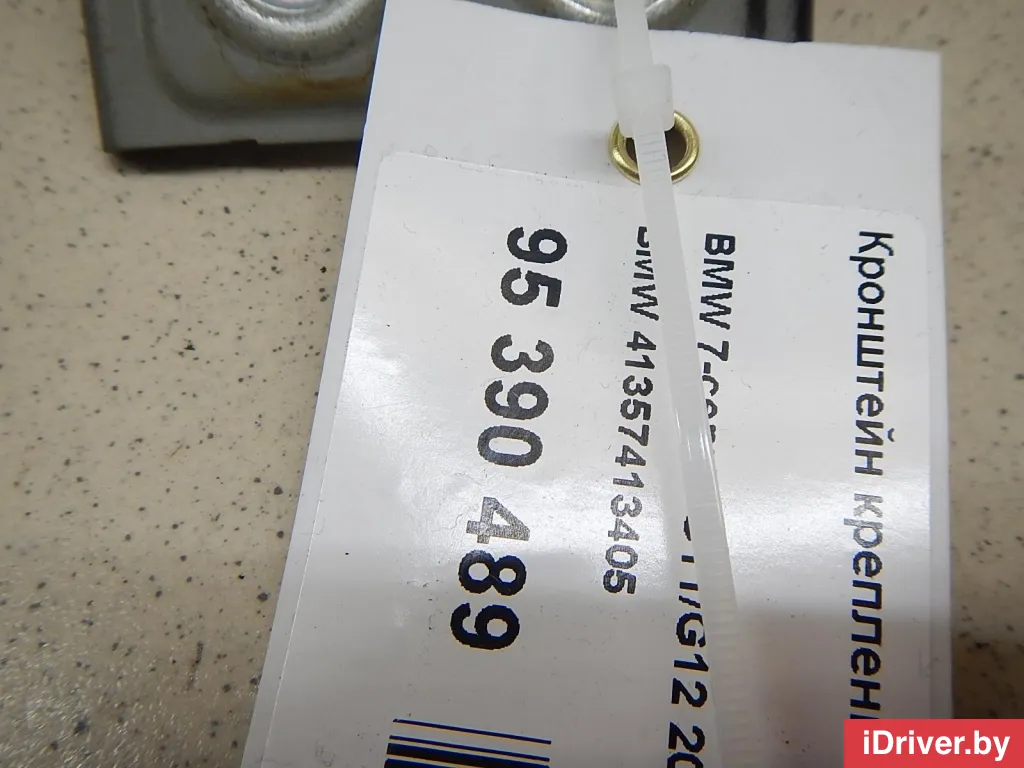 Кронштейн креплен
BMW 7-
G12 20
BMW 41357413405
95 390 489
iDriver.by